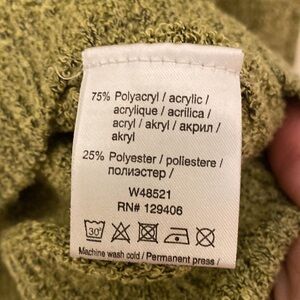 75% Polyacryl / acrylic /
acrylique / acrilica /
acryl / akryl / акрил /
akryl
25% Polyester / poliestere /
полиэстер /
W48521
RN# 129406
30°
Machine wash cold / Permanent press /